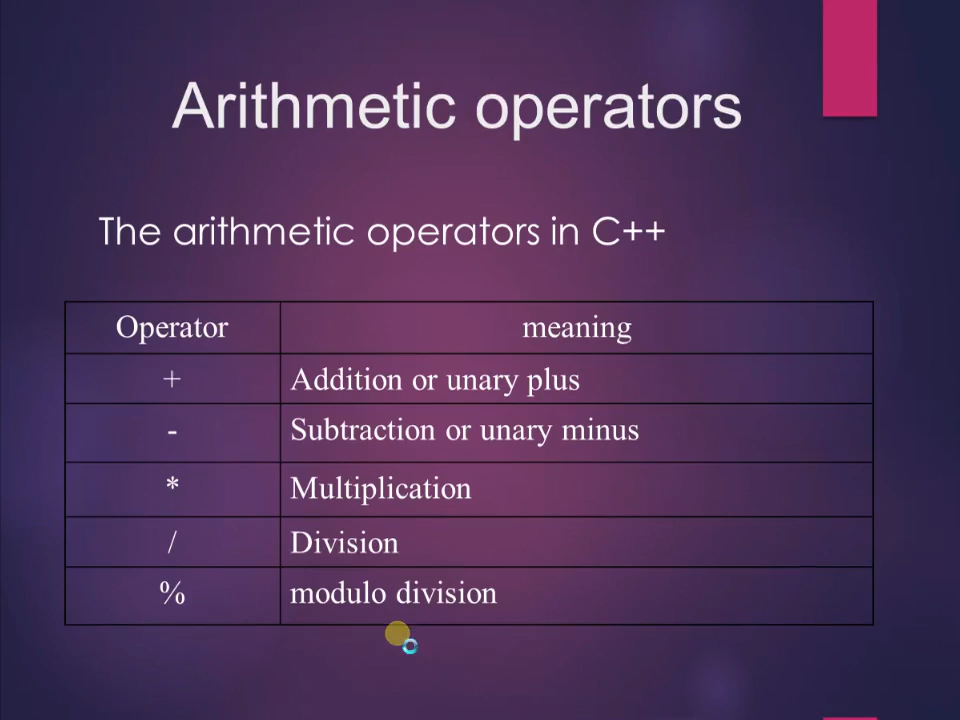 Arithmetic operators
The arithmetic operators in C++
Operator meaning
+ Addition or unary plus
- Subtraction or unary minus
* Multiplication
/ Division
% modulo division